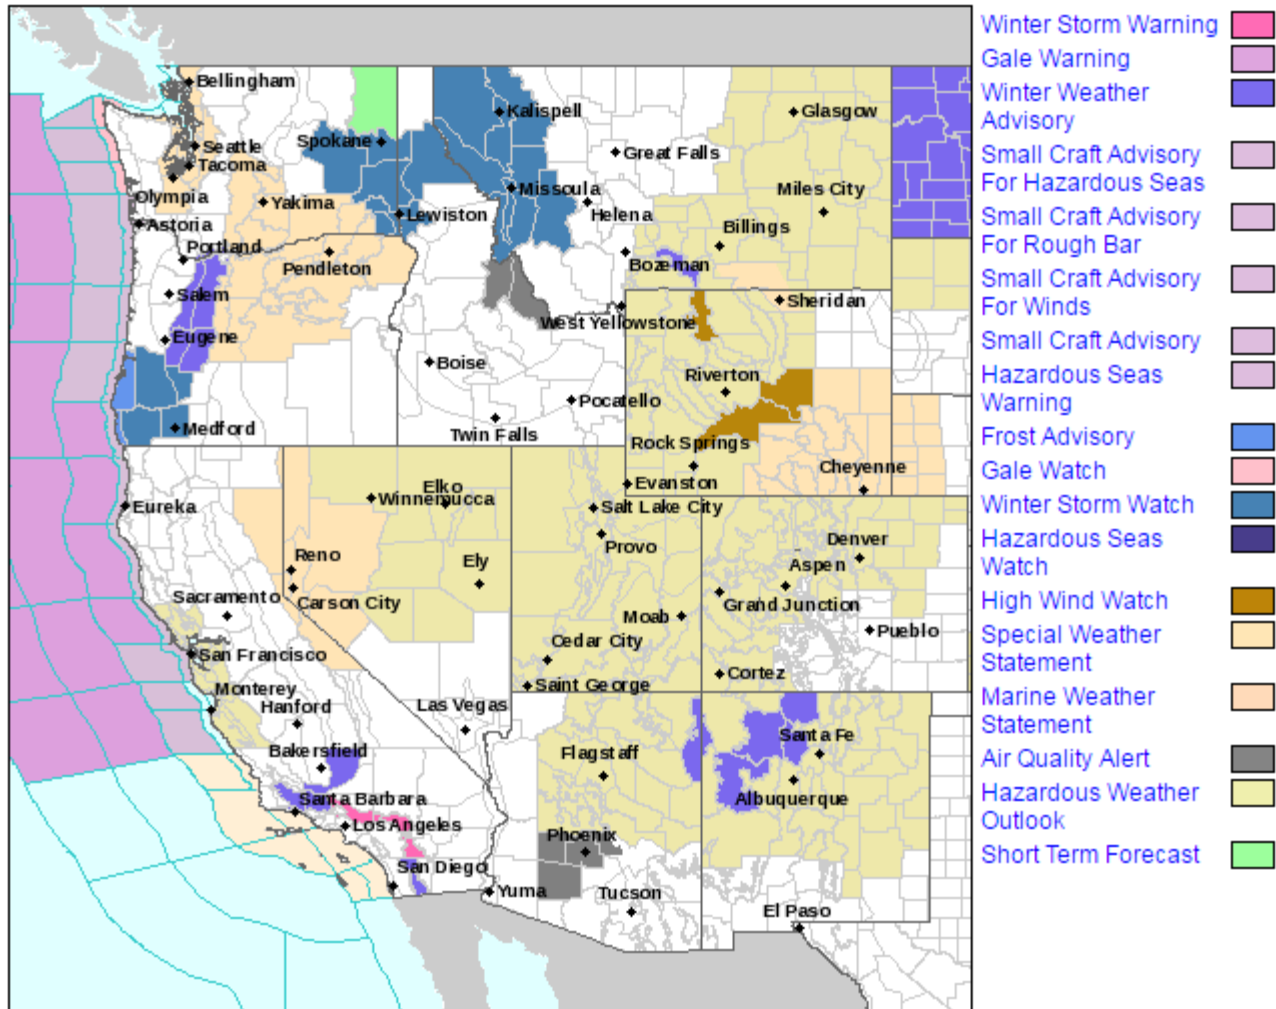 Bellingham
Seattle
Tacoma
Olympia
Astoria
Yakima
Spokane
Lewiston
Kalispell
Missoula
Great Falls
Helena
Glasgow
Miles City
Billings
Bozeman
Portland
Pendleton
Salem
Eugene
Medford
Boise
Twin Falls
Pocatello
West Yellowstone
Sheridan
Riverton
Rock Springs
Evanston
Cheyenne
Eureka
Winnemucca
Elko
Ely
Reno
Carson City
Sacramento
San Francisco
Monterey
Hanford
Bakersfield
Santa Barbara
Los Angeles
San Diego
Las Vegas
Salt Lake City
Provo
Moab
Cedar City
Saint George
Denver
Aspen
Grand Junction
Pueblo
Cortez
Flagstaff
Phoenix
Yuma
Tucson
Santa Fe
Albuquerque
El Paso
Winter Storm Warning
Gale Warning
Winter Weather
Advisory
Small Craft Advisory
For Hazardous Seas
Small Craft Advisory
For Rough Bar
Small Craft Advisory
For Winds
Small Craft Advisory
Hazardous Seas
Warning
Frost Advisory
Gale Watch
Winter Storm Watch
Hazardous Seas
Watch
High Wind Watch
Special Weather
Statement
Marine Weather
Statement
Air Quality Alert
Hazardous Weather
Outlook
Short Term Forecast